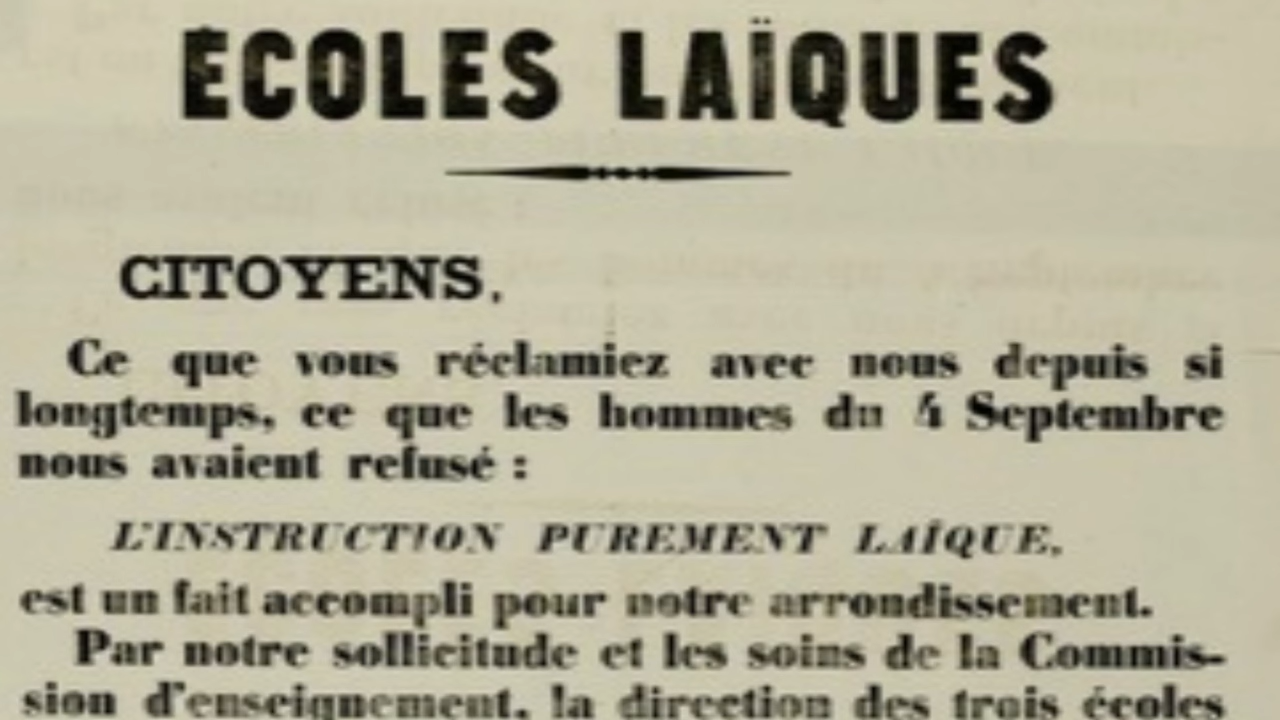 ÉCOLES LAÏQUES
CITOYENS,
Ce que vous réclamiez avec nous depuis si
longtemps, ce que les hommes du 4 Septembre
nous avaient refusé :
L'INSTRUCTION PUREMENT LAÏQUE,
est un fait accompli pour notre arrondissement.
Par notre sollicitude et les soins de la Commis-
sion d'enseignement, la direction des trois écoles